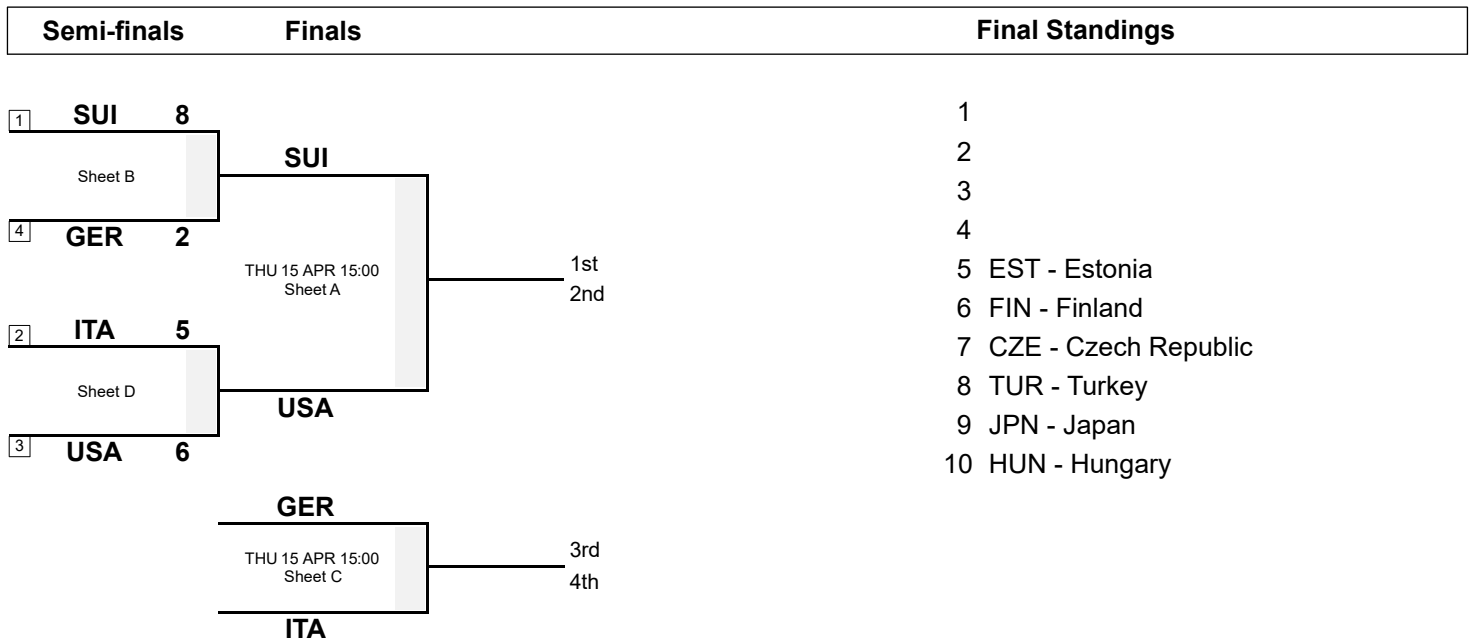 Semi-finals Finals Final Standings
1 SUI 8
Sheet B
4 GER 2
SUI
THU 15 APR 15:00
Sheet A
USA
1st
2nd
2 ITA 5
Sheet D
3 USA 6
GER
THU 15 APR 15:00
Sheet C
ITA
3rd
4th
1
2
3
4
5 EST - Estonia
6 FIN - Finland
7 CZE - Czech Republic
8 TUR - Turkey
9 JPN - Japan
10 HUN - Hungary